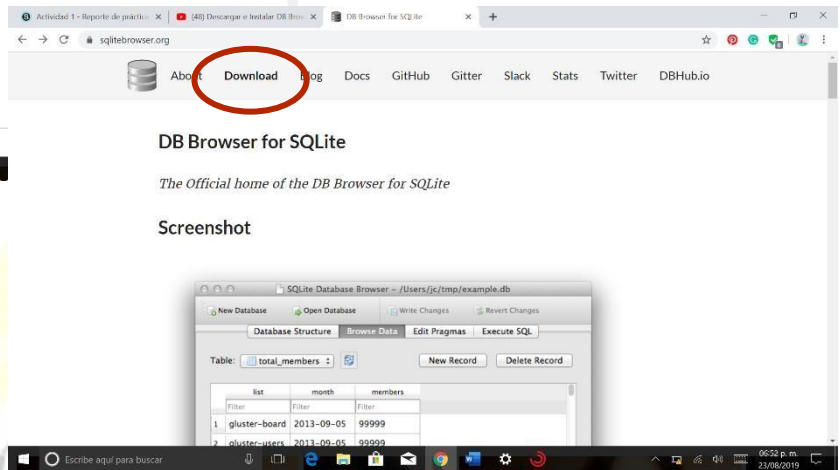 Actividad 1 - Reporte de práctic
(48) Descargar e Instalar DB Brow
DB Browser for SQLite
sqlitebrowser.org
About Download Blog Docs GitHub Gitter Slack Stats Twitter DBHub.io
DB Browser for SQLite
The Official home of the DB Browser for SQLite
Screenshot
SQLite Database Browser - /Users/jc/tmp/example.db
New Database Open Database Write Changes Revert Changes
Database Structure Browse Data Edit Pragmas Execute SQL
Table: total_members New Record Delete Record
list month members
Filter Filter Filter
1 gluster-board 2013-09-05 99999
2 gluster-users 2013-09-05 99999
Escribe aquí para buscar
06:52 p. m.
23/08/2019